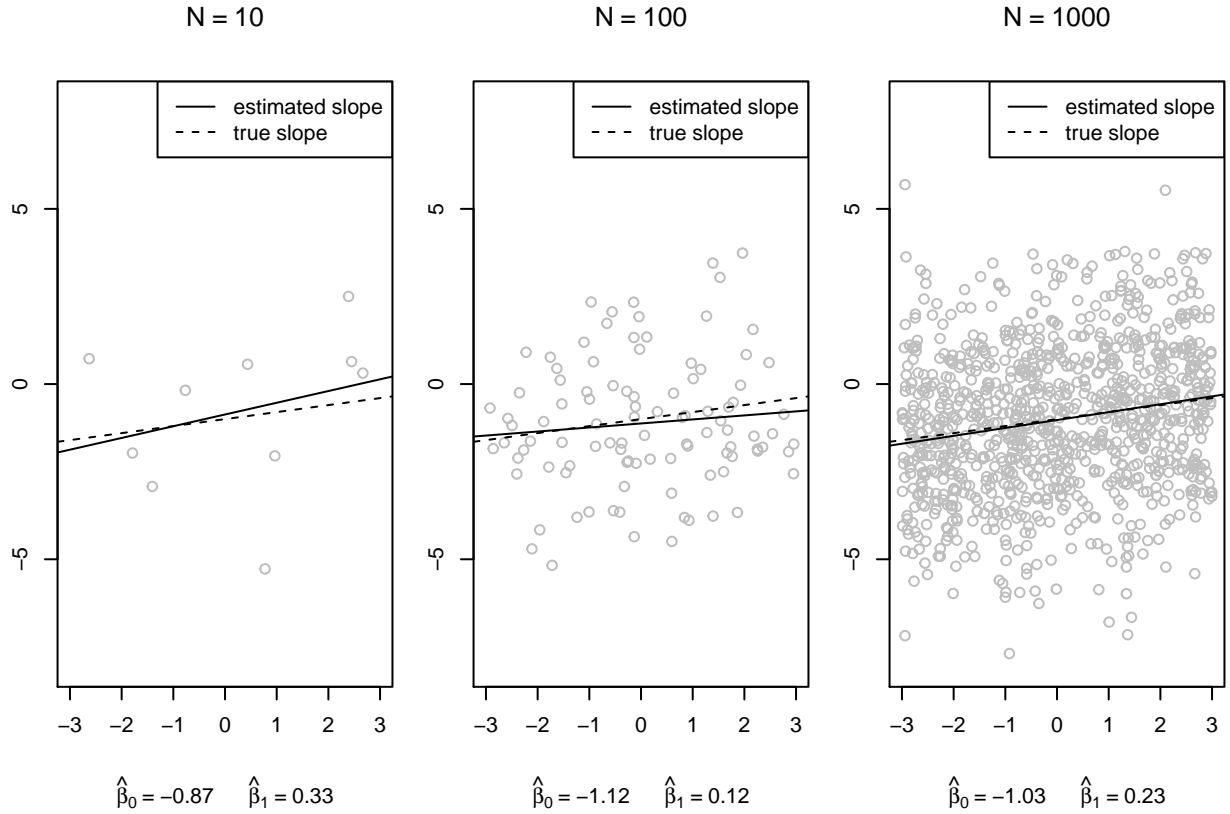 N = 10
N = 100
N = 1000
estimated slope
true slope
estimated slope
true slope
estimated slope
true slope
5
0
−5
5
0
−5
5
0
−5
−3 −2 −1 0 1 2 3
−3 −2 −1 0 1 2 3
−3 −2 −1 0 1 2 3
β̂₀ = −0.87 β̂₁ = 0.33
β̂₀ = −1.12 β̂₁ = 0.12
β̂₀ = −1.03 β̂₁ = 0.23